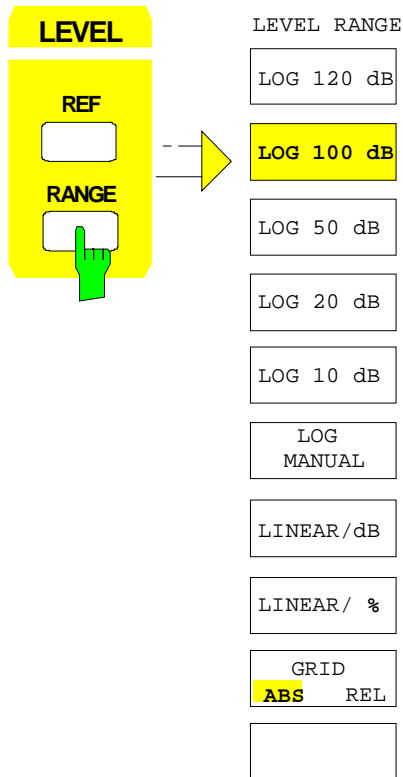 LEVEL
REF
RANGE
LEVEL RANGE
LOG 120 dB
LOG 100 dB
LOG 50 dB
LOG 20 dB
LOG 10 dB
LOG
MANUAL
LINEAR/dB
LINEAR/ %
GRID
ABS REL